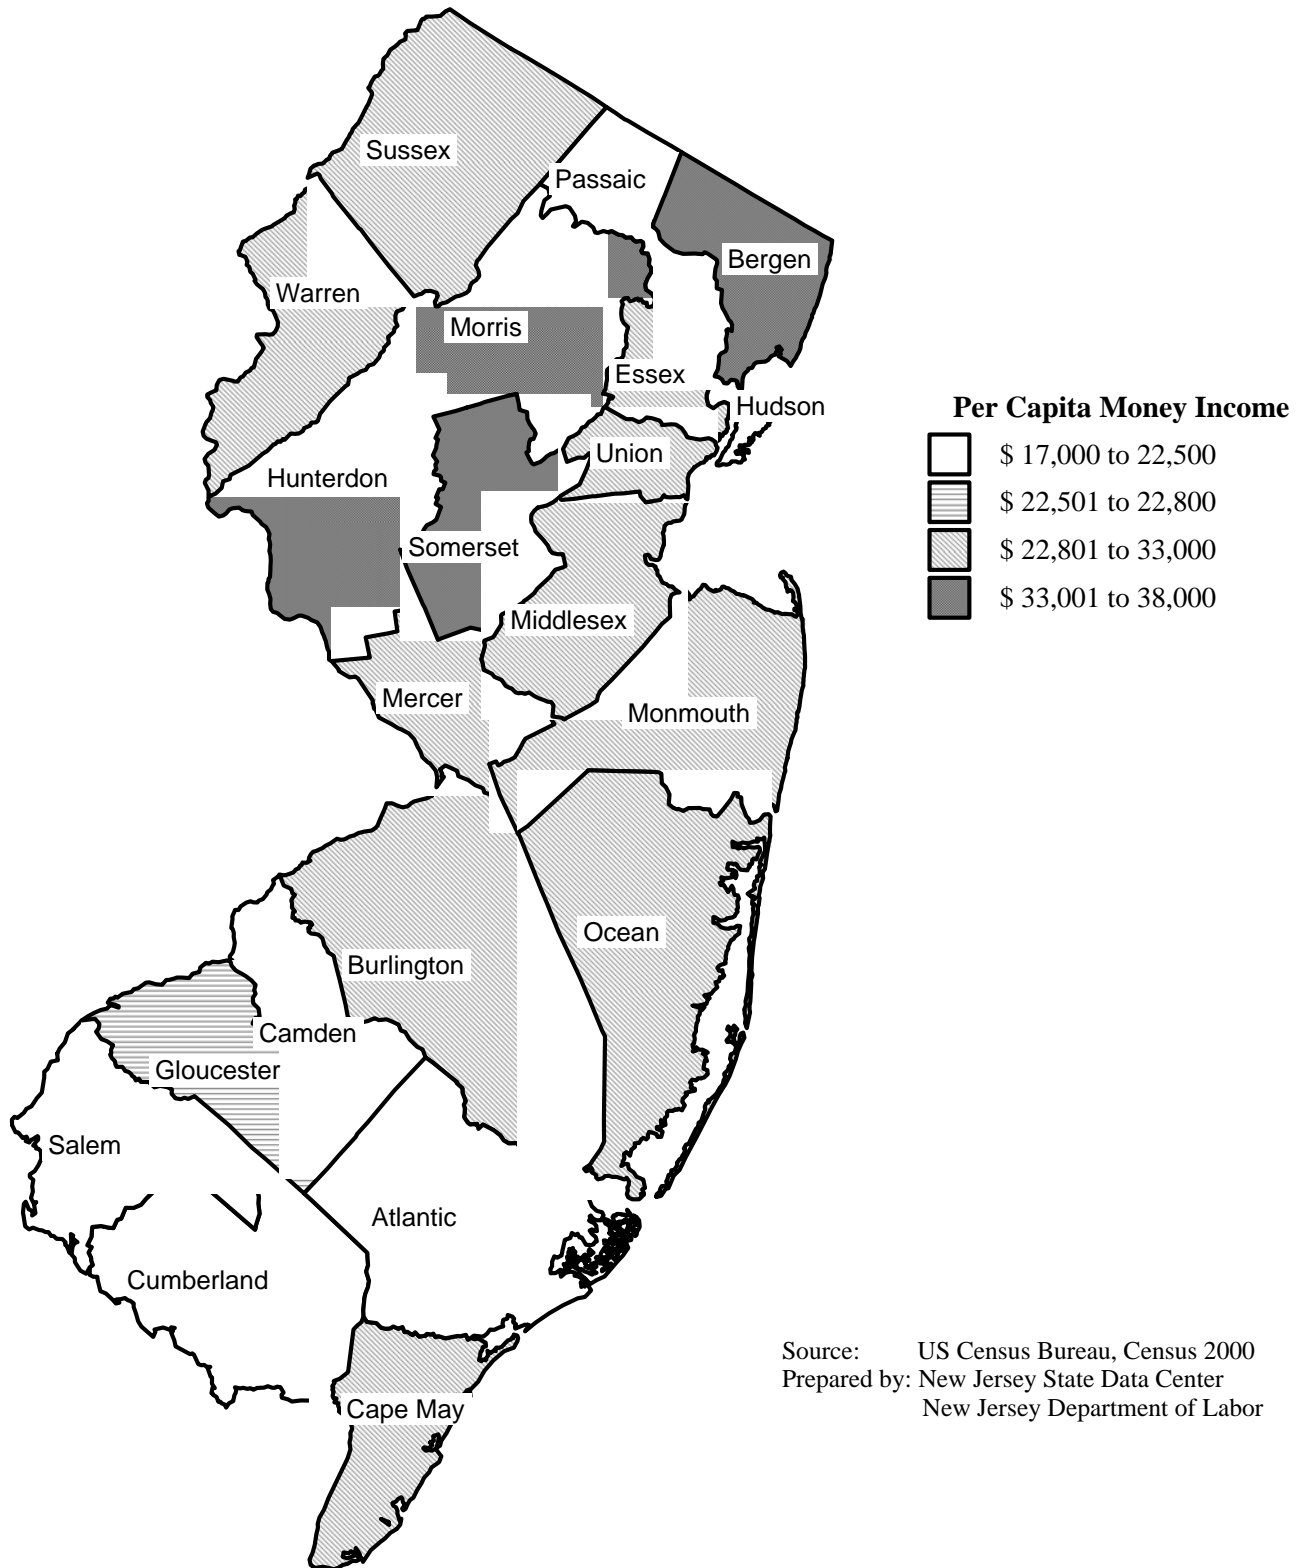 Sussex
Passaic
Bergen
Warren
Morris
Essex
Hudson
Union
Hunterdon
Somerset
Middlesex
Mercer
Monmouth
Ocean
Burlington
Camden
Gloucester
Salem
Atlantic
Cumberland
Cape May
Per Capita Money Income
$ 17,000 to 22,500
$ 22,501 to 22,800
$ 22,801 to 33,000
$ 33,001 to 38,000
Source: US Census Bureau, Census 2000
Prepared by: New Jersey State Data Center
New Jersey Department of Labor